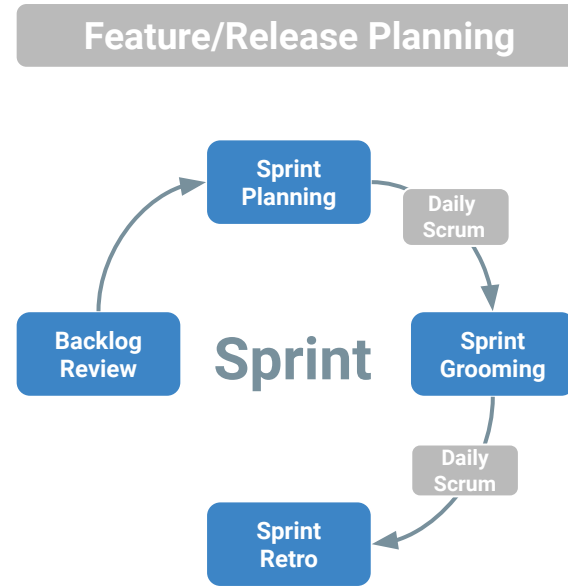 Feature/Release Planning
Sprint
Planning
Daily
Scrum
Backlog
Review
Sprint
Sprint
Grooming
Daily
Scrum
Sprint
Retro